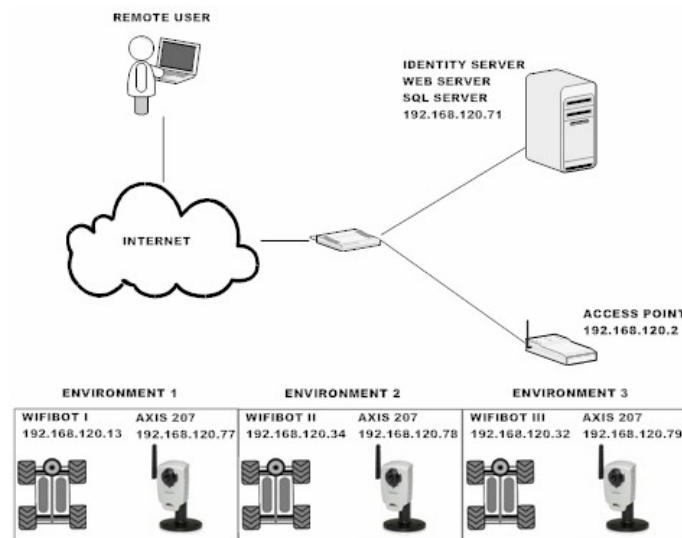 REMOTE USER
IDENTITY SERVER
WEB SERVER
SQL SERVER
192.168.120.71
INTERNET
ACCESS POINT
192.168.120.2
ENVIRONMENT 1
ENVIRONMENT 2
ENVIRONMENT 3
WIFIBOT I
192.168.120.13
AXIS 207
192.168.120.77
WIFIBOT II
192.168.120.34
AXIS 207
192.168.120.78
WIFIBOT III
192.168.120.32
AXIS 207
192.168.120.79